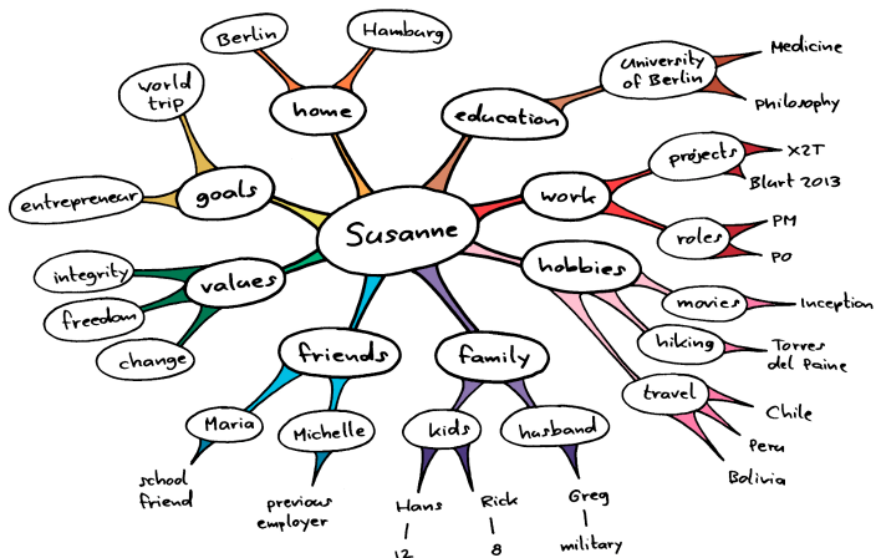 Berlin
Hamburg
home
world
trip
entrepreneur
goals
University
of Berlin
Medicine
Philosophy
education
projects
X2T
Blart 2013
work
roles
PM
PO
Susanne
hobbies
movies
Inception
hiking
Torres
del Paine
travel
Chile
Peru
Bolivia
integrity
freedom
change
values
friends
Maria
school
friend
Michelle
previous
employer
family
kids
Hans
12
Rick
8
husband
Greg
military